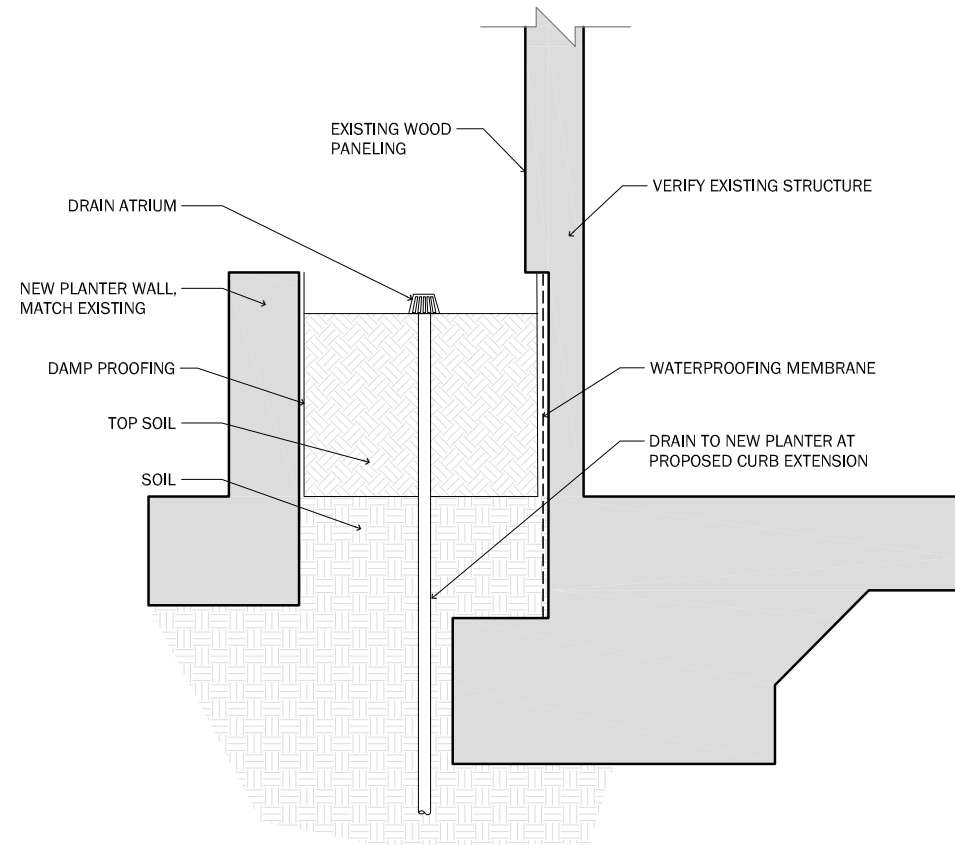 EXISTING WOOD
PANELING
VERIFY EXISTING STRUCTURE
DRAIN ATRIUM
NEW PLANTER WALL,
MATCH EXISTING
DAMP PROOFING
WATERPROOFING MEMBRANE
TOP SOIL
DRAIN TO NEW PLANTER AT
PROPOSED CURB EXTENSION
SOIL